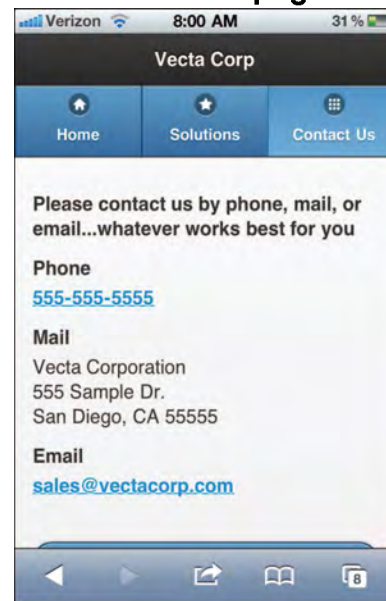 Verizon 8:00 AM 31%
Vecta Corp
Home Solutions Contact Us
Please contact us by phone, mail, or
email...whatever works best for you
Phone
555-555-5555
Mail
Vecta Corporation
555 Sample Dr.
San Diego, CA 55555
Email
sales@vectacorp.com
8